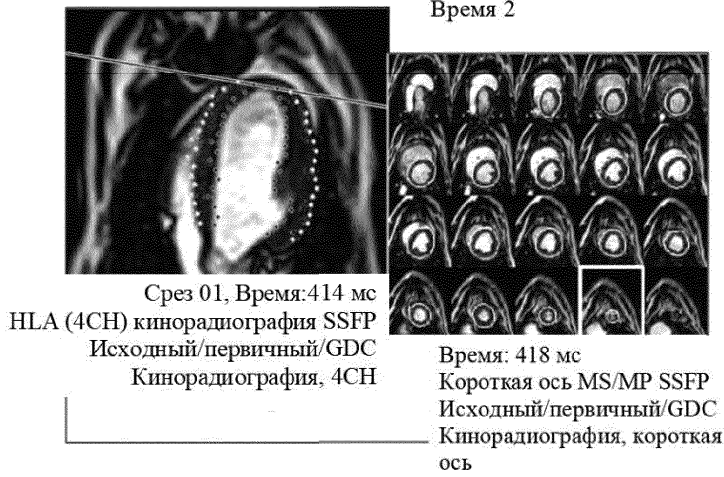 Время 2
Срез 01, Время:414 мс
HLA (4CH) кинорадиография SSFP
Исходный/первичный/GDC
Кинорадиография, 4CH
Время: 418 мс
Короткая ось MS/MP SSFP
Исходный/первичный/GDC
Кинорадиография, короткая
ось